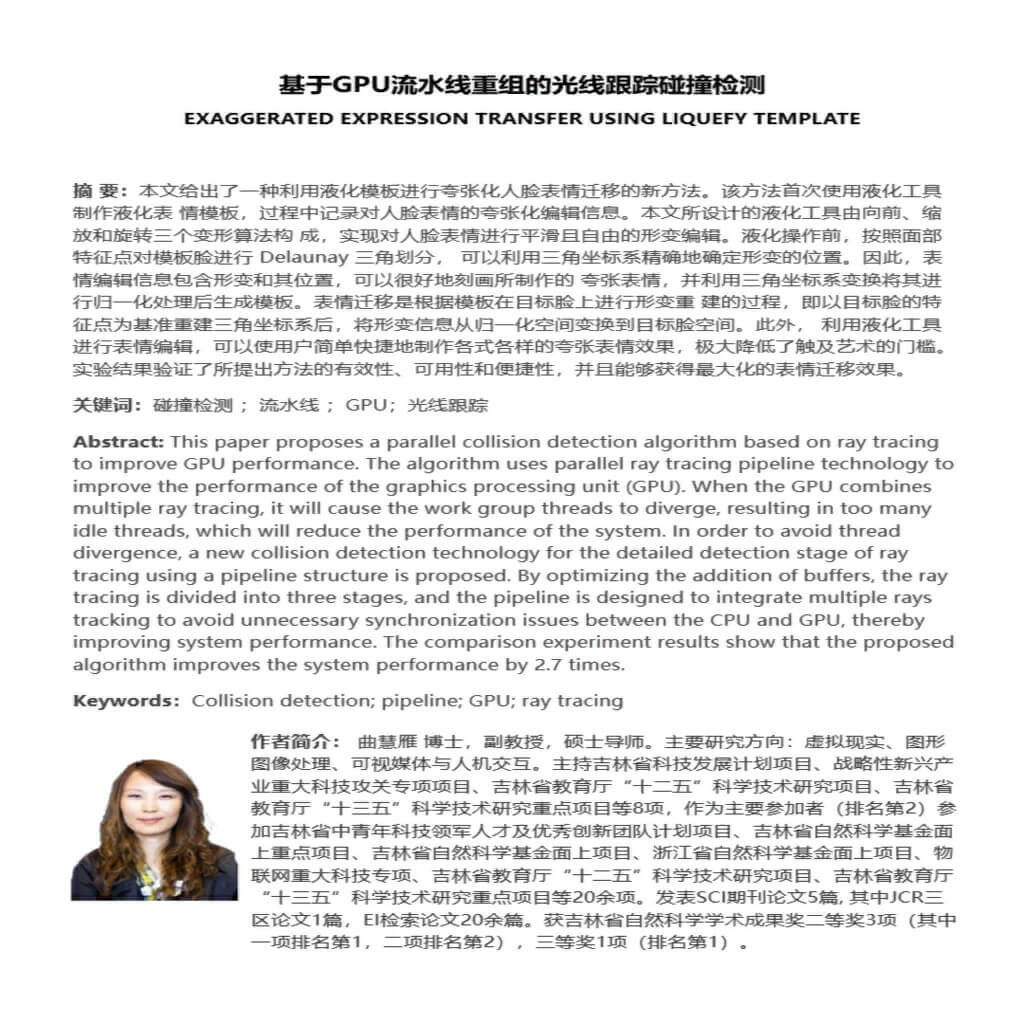 基于GPU流水线重组的光线跟踪碰撞检测
EXAGGERATED EXPRESSION TRANSFER USING LIQUEFY TEMPLATE
摘 要：本文给出了一种利用液化模板进行夸张化人脸表情迁移的新方法。该方法首次使用液化工具
制作液化表 情模板，过程中记录对人脸表情的夸张化编辑信息。本文所设计的液化工具由向前、缩
放和旋转三个变形算法构 成，实现对人脸表情进行平滑且自由的形变编辑。液化操作前，按照面部
特征点对模板脸进行 Delaunay 三角划分， 可以利用三角坐标系精确地确定形变的位置。因此，表
情编辑信息包含形变和其位置，可以很好地刻画所制作的 夸张表情，并利用三角坐标系变换将其进
行归一化处理后生成模板。表情迁移是根据模板在目标脸上进行形变重 建的过程，即以目标脸的特
征点为基准重建三角坐标系后，将形变信息从归一化空间变换到目标脸空间。此外， 利用液化工具
进行表情编辑，可以使用户简单快捷地制作各式各样的夸张表情效果，极大降低了触及艺术的门槛。
实验结果验证了所提出方法的有效性、可用性和便捷性，并且能够获得最大化的表情迁移效果。
关键词：碰撞检测 ；流水线 ；GPU；光线跟踪
Abstract: This paper proposes a parallel collision detection algorithm based on ray tracing
to improve GPU performance. The algorithm uses parallel ray tracing pipeline technology to
improve the performance of the graphics processing unit (GPU). When the GPU combines
multiple ray tracing, it will cause the work group threads to diverge, resulting in too many
idle threads, which will reduce the performance of the system. In order to avoid thread
divergence, a new collision detection technology for the detailed detection stage of ray
tracing using a pipeline structure is proposed. By optimizing the addition of buffers, the ray
tracing is divided into three stages, and the pipeline is designed to integrate multiple rays
tracking to avoid unnecessary synchronization issues between the CPU and GPU, thereby
improving system performance. The comparison experiment results show that the proposed
algorithm improves the system performance by 2.7 times.
Keywords：Collision detection; pipeline; GPU; ray tracing
作者简介： 曲慧雁 博士，副教授，硕士导师。主要研究方向：虚拟现实、图形
图像处理、可视媒体与人机交互。主持吉林省科技发展计划项目、战略性新兴产
业重大科技攻关专项项目、吉林省教育厅“十二五”科学技术研究项目、吉林省
教育厅“十三五”科学技术研究重点项目等8项，作为主要参加者（排名第2）参
加吉林省中青年科技领军人才及优秀创新团队计划项目、吉林省自然科学基金面
上重点项目、吉林省自然科学基金面上项目、浙江省自然科学基金面上项目、物
联网重大科技专项、吉林省教育厅“十二五”科学技术研究项目、吉林省教育厅
“十三五”科学技术研究重点项目等20余项。发表SCI期刊论文5篇, 其中JCR三
区论文1篇，EI检索论文20余篇。获吉林省自然科学学术成果奖二等奖3项（其中
一项排名第1，二项排名第2），三等奖1项（排名第1）。